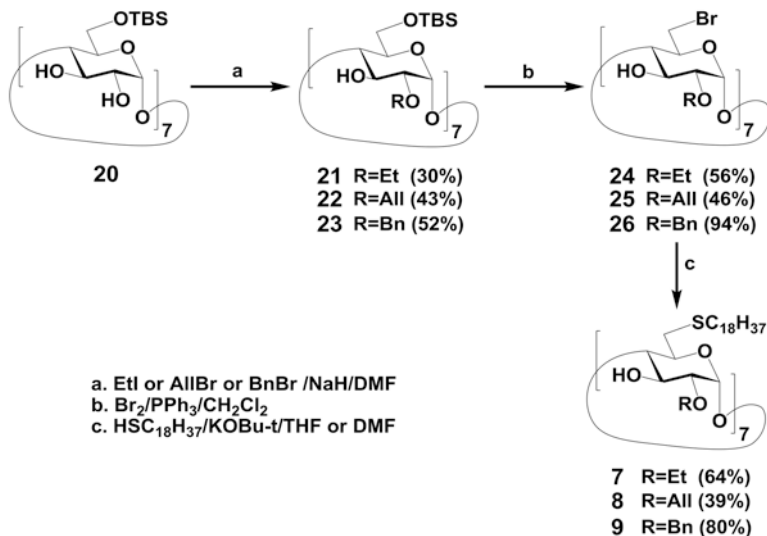 OTBS
O
HO
HO
O
7
20
a
OTBS
O
HO
RO
O
7
21 R=Et (30%)
22 R=All (43%)
23 R=Bn (52%)
b
Br
O
HO
RO
O
7
24 R=Et (56%)
25 R=All (46%)
26 R=Bn (94%)
c
SC₁₈H₃₇
O
HO
RO
O
7
7 R=Et (64%)
8 R=All (39%)
9 R=Bn (80%)
a. EtI or AllBr or BnBr /NaH/DMF
b. Br₂/PPh₃/CH₂Cl₂
c. HSC₁₈H₃₇/KOBu-t/THF or DMF